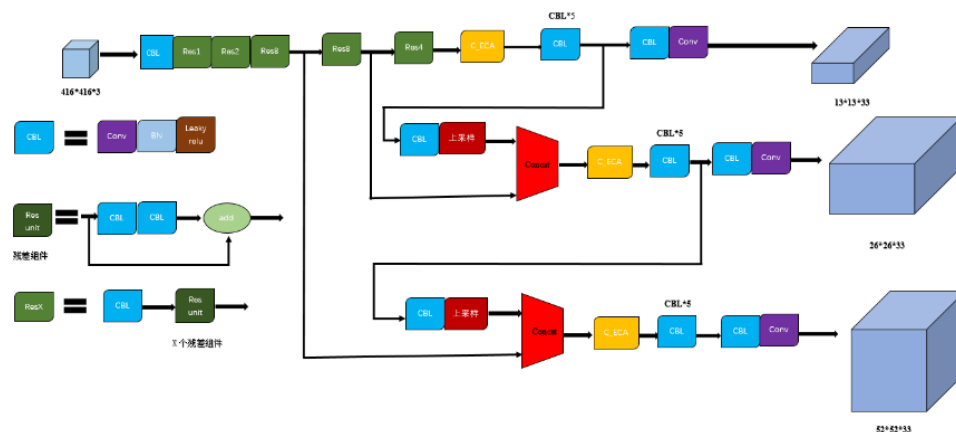 CBL*5
CBL
Res1
Res2
Res8
Res8
Res4
C_ECA
CBL
CBL
Conv
416*416*3
13*13*33
CBL
Conv
BN
Leaky
relu
CBL
上采样
Concat
CBL*5
C_ECA
CBL
CBL
Conv
26*26*33
Res
unit
CBL
CBL
add
残差组件
ResX
CBL
Res
unit
X个残差组件
CBL
上采样
Concat
CBL*5
C_ECA
CBL
CBL
Conv
52*52*33